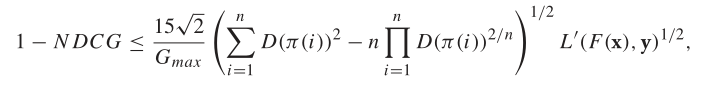 1 − NDCG ≤ \frac{15\sqrt{2}}{G_{max}} \left( \sum_{i=1}^{n} D(\pi(i))^2 − n \prod_{i=1}^{n} D(\pi(i))^{2/n} \right)^{1/2} L'(F(\mathbf{x}), \mathbf{y})^{1/2},